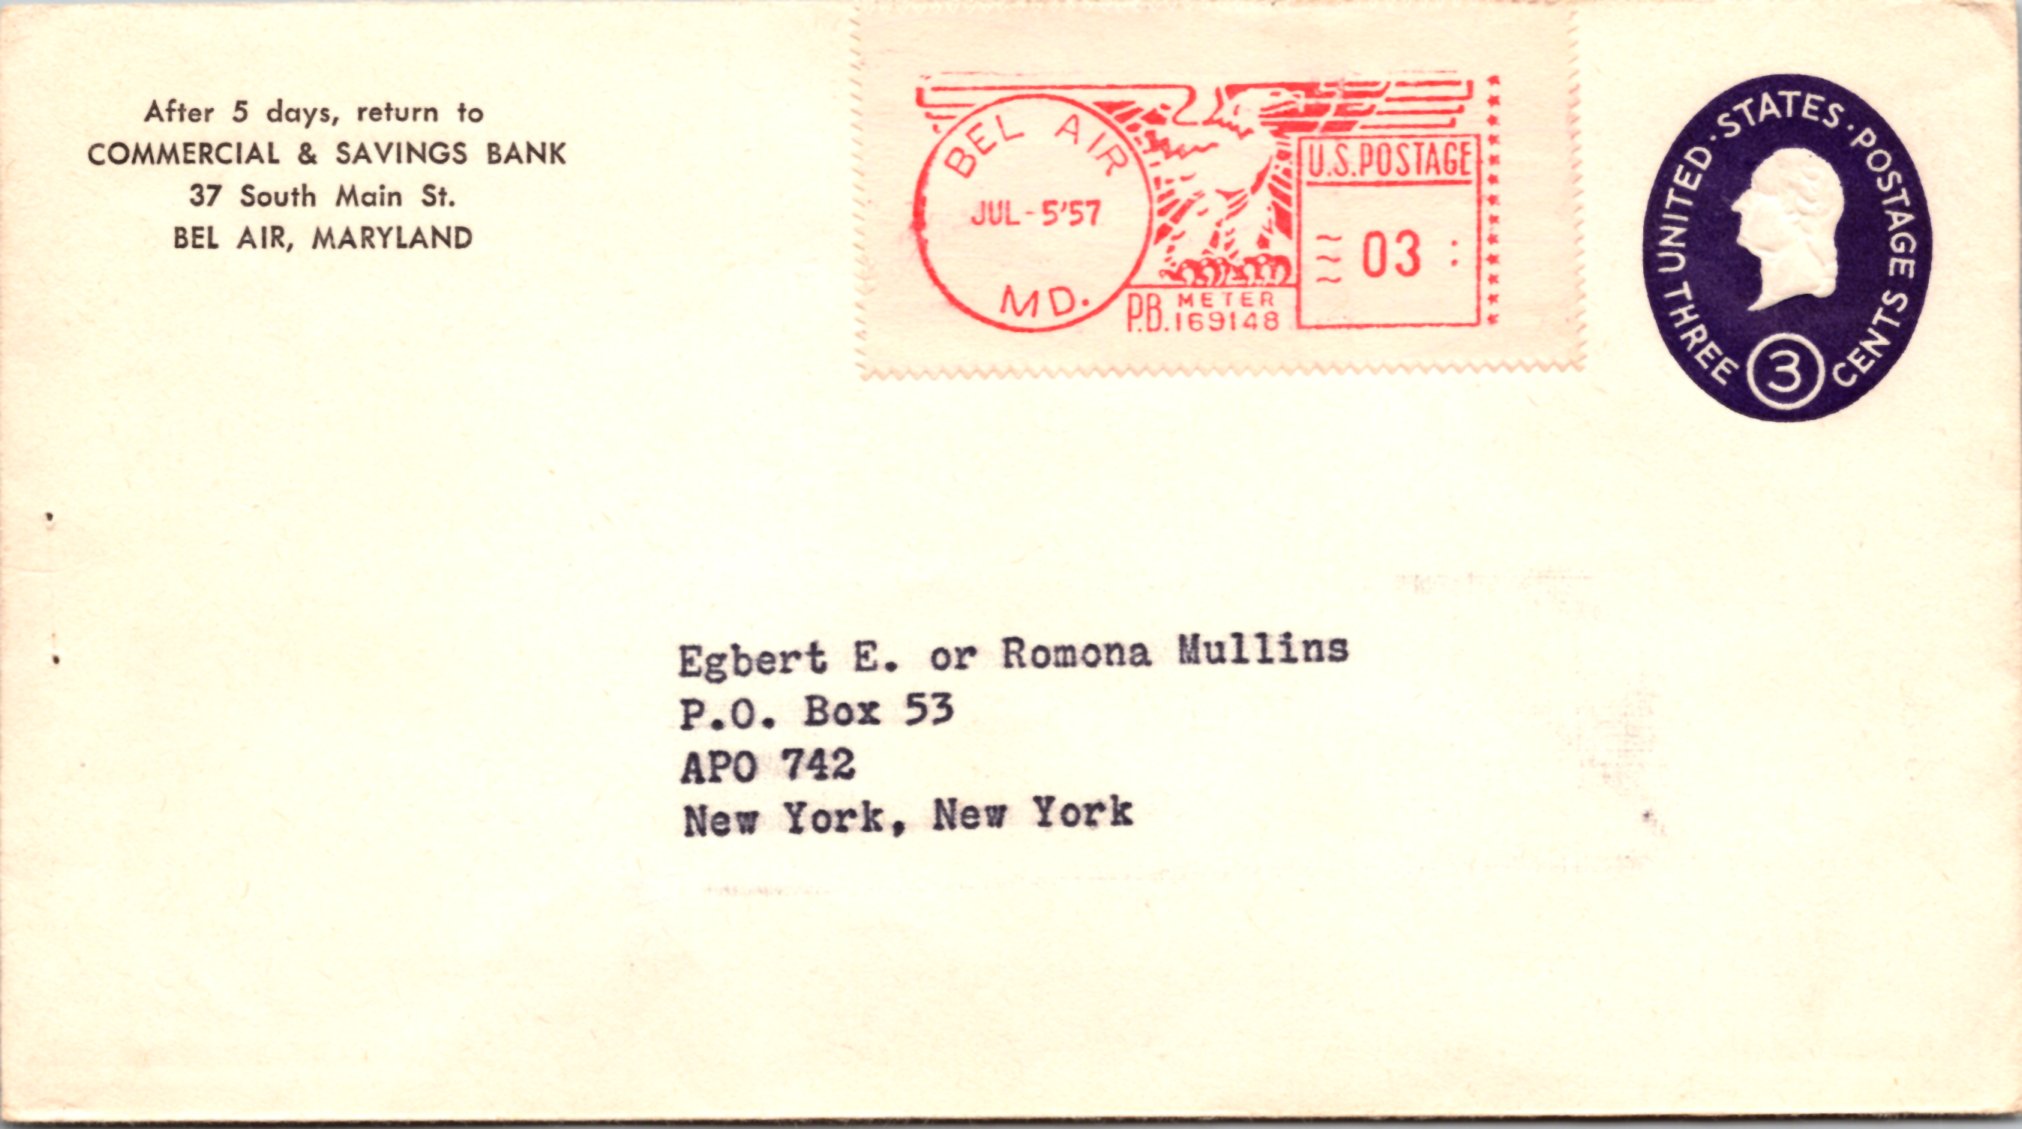 After 5 days, return to
COMMERCIAL & SAVINGS BANK
37 South Main St.
BEL AIR, MARYLAND
BEL AIR
JUL-5'57
MD.
P.B. METER
169148
U.S.POSTAGE
03
UNITED·STATES·POSTAGE
THREE 3 CENTS
Egbert E. or Romona Mullins
P.O. Box 53
APO 742
New York, New York